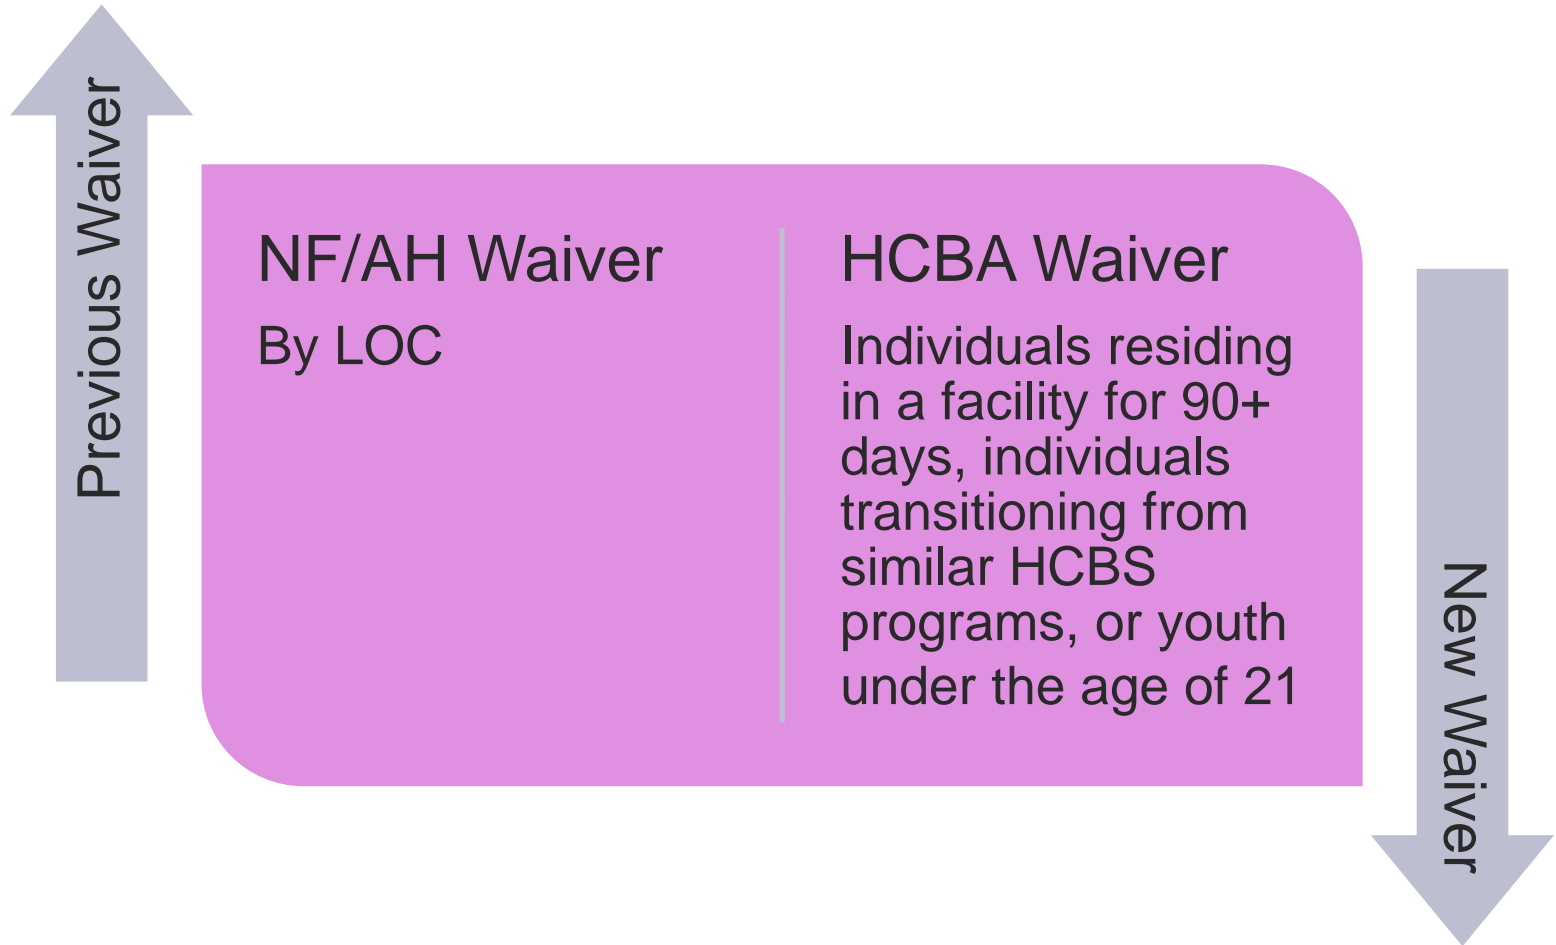 Previous Waiver
NF/AH Waiver
By LOC
HCBA Waiver
Individuals residing
in a facility for 90+
days, individuals
transitioning from
similar HCBS
programs, or youth
under the age of 21
New Waiver